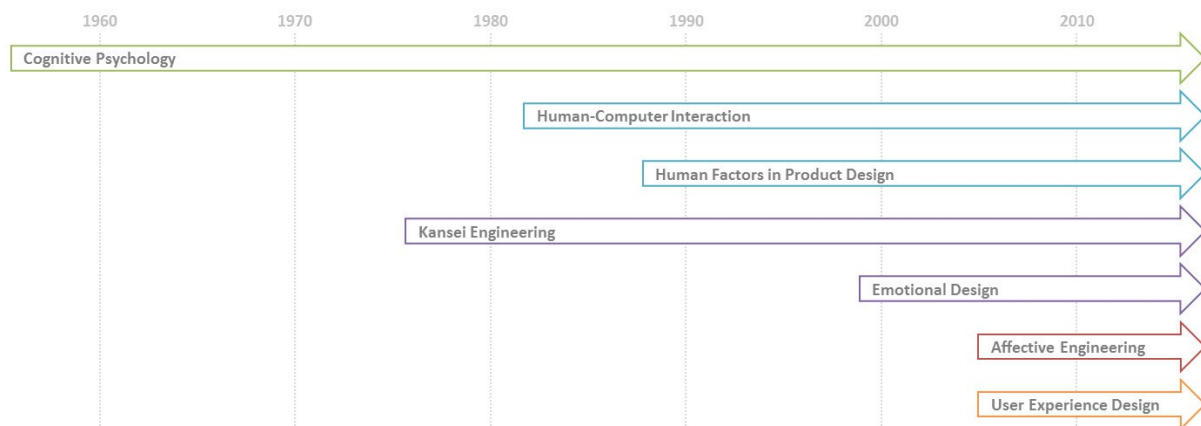 1960 1970 1980 1990 2000 2010
Cognitive Psychology
Human-Computer Interaction
Human Factors in Product Design
Kansei Engineering
Emotional Design
Affective Engineering
User Experience Design